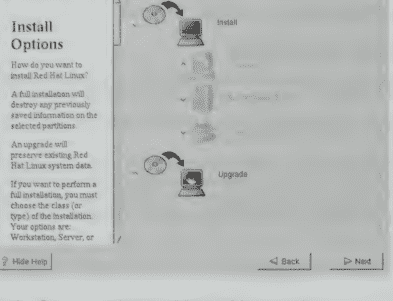 Install
Options
How do you want to
install Red Hat Linux?
A full installation will
destroy any previously
saved information on the
selected partitions.
An upgrade will
preserve existing Red
Hat Linux system data.
If you want to perform a
full installation, you must
choose the class (or
type) of the installation.
Your options are:
Workstation, Server, or
Install
Upgrade
Hide Help
Back
Next